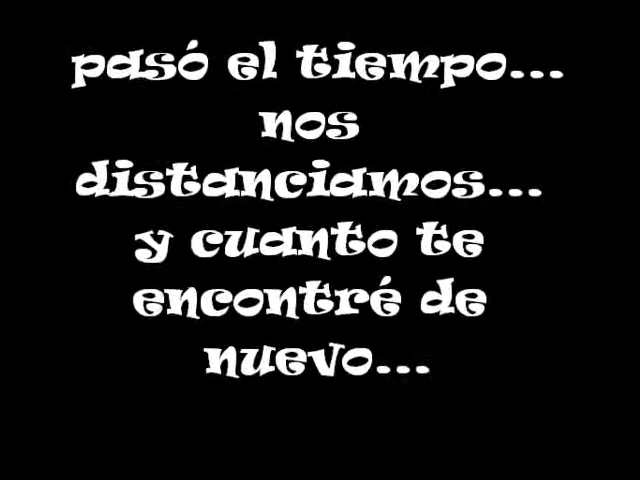 pasó el tiempo...
nos
distanciamos...
y cuanto te
encontré de
nuevo...